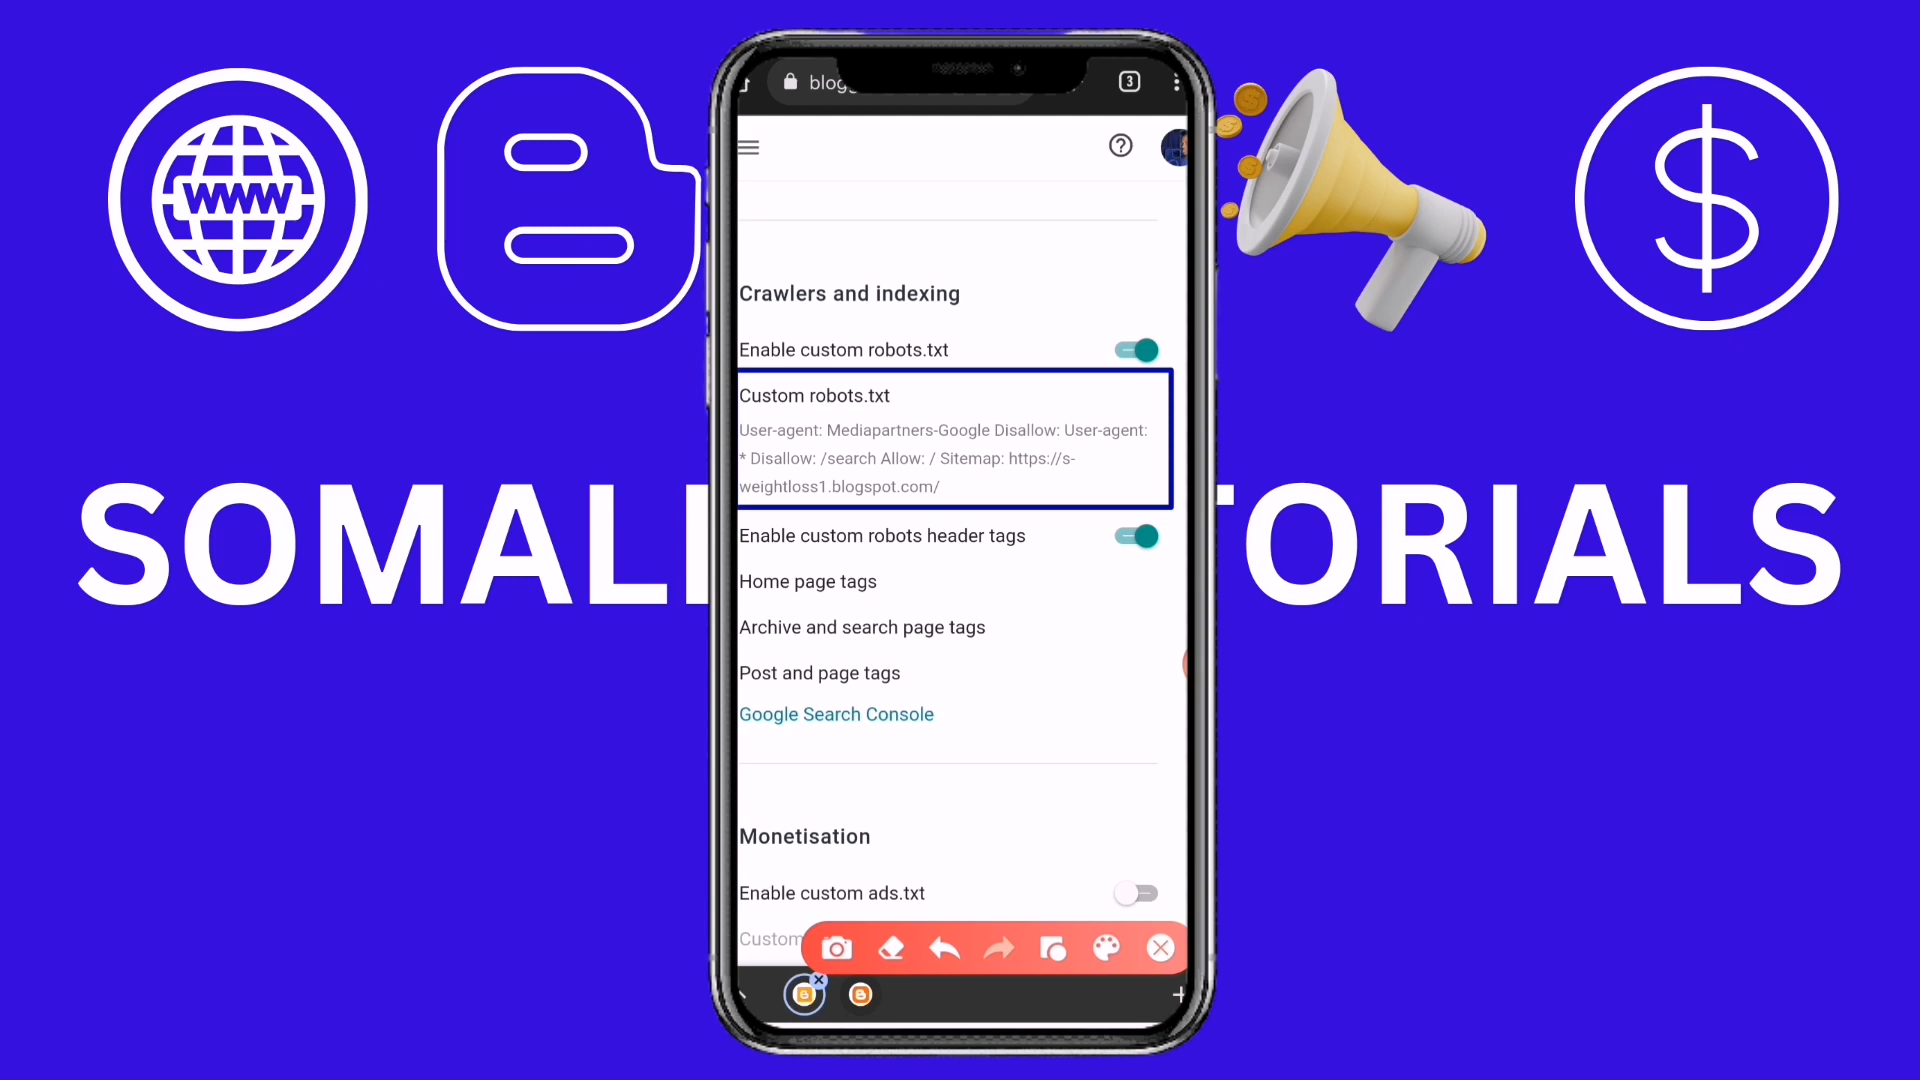 WWW
3
Crawlers and indexing
Enable custom robots.txt
Custom robots.txt
User-agent: Mediapartners-Google Disallow: User-agent:
* Disallow: /search Allow: / Sitemap: https://s-
weightloss1.blogspot.com/
Enable custom robots header tags
Home page tags
Archive and search page tags
Post and page tags
Google Search Console
Monetisation
Enable custom ads.txt
Custom
SOMALI TORIALS